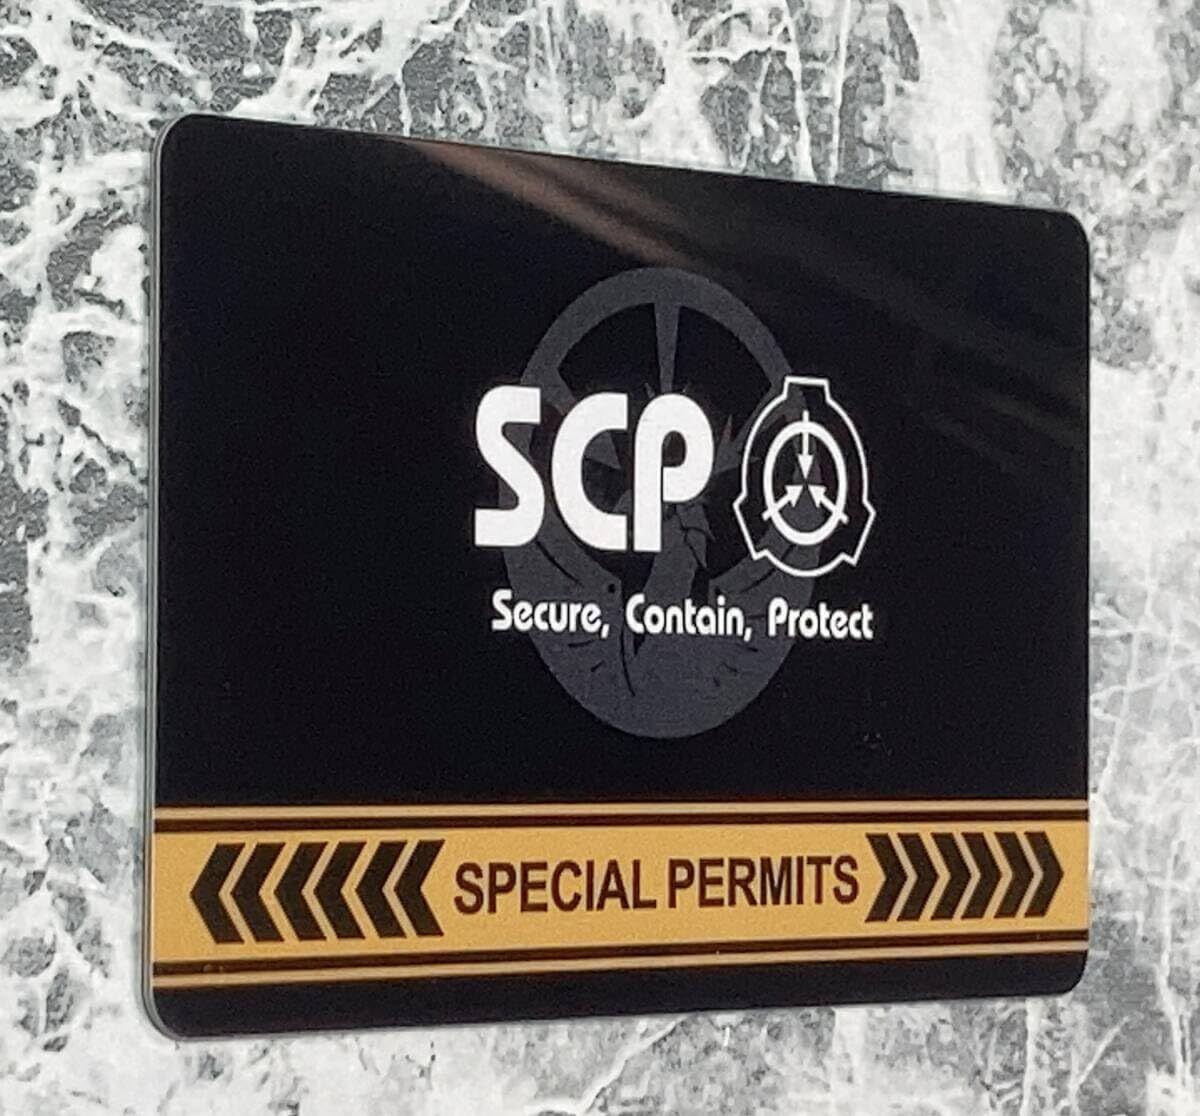 SCP
Secure, Contain, Protect
SPECIAL PERMITS